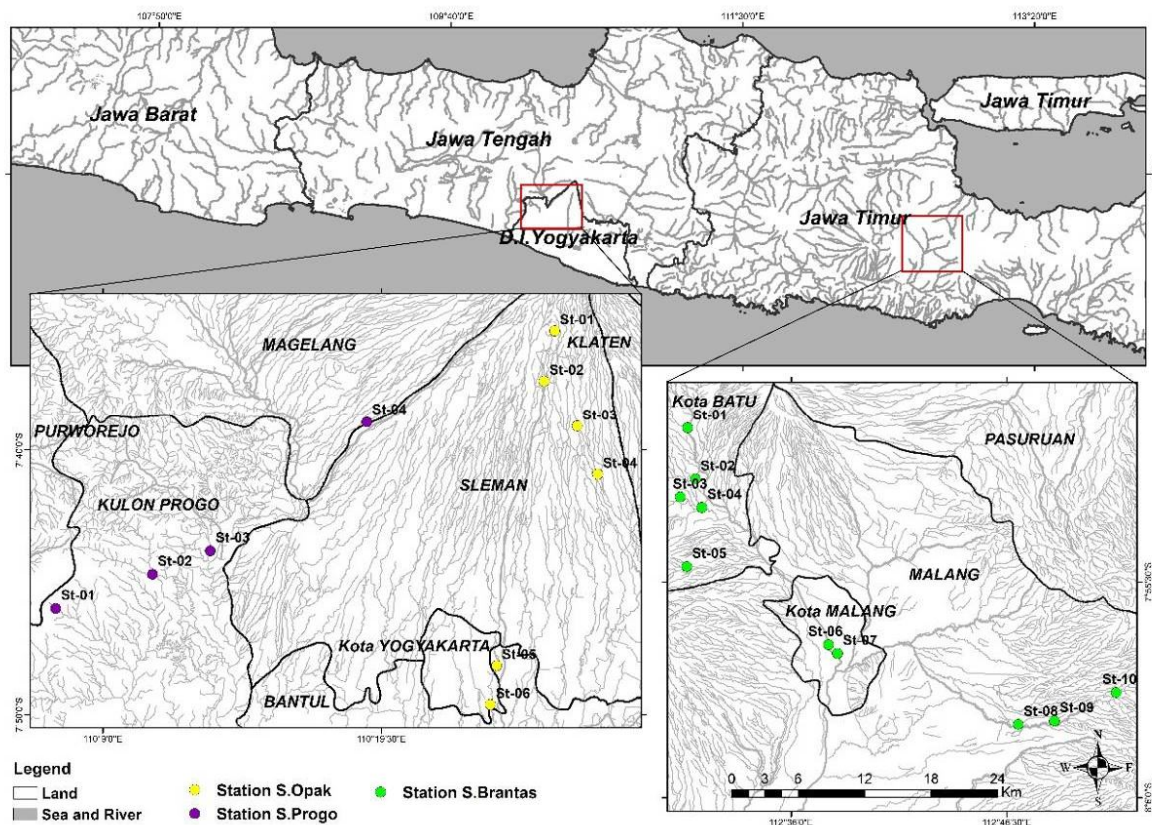 107°50'0"E
109°40'0"E
111°30'0"E
113°20'0"E
Jawa Barat
Jawa Tengah
Jawa Timur
Jawa Timur
D.I.Yogyakarta
MAGELANG
St-01
KLATEN
St-02
St-04
St-03
PURWOREJO
7°40'0"S
St-04
SLEMAN
KULON PROGO
St-03
St-02
St-01
Kota YOGYAKARTA
St-05
BANTUL
St-06
7°50'0"S
110°9'0"E
110°19'30"E
Kota BATU
St-01
PASURUAN
St-02
St-03
St-04
St-05
MALANG
7°55'30"S
Kota MALANG
St-06
St-07
St-10
St-08
St-09
N
W
E
S
0 3 6 12 18 24
Km
8°6'0"S
112°36'0"E
112°46'30"E
Legend
Land
Sea and River
Station S.Opak
Station S.Progo
Station S.Brantas